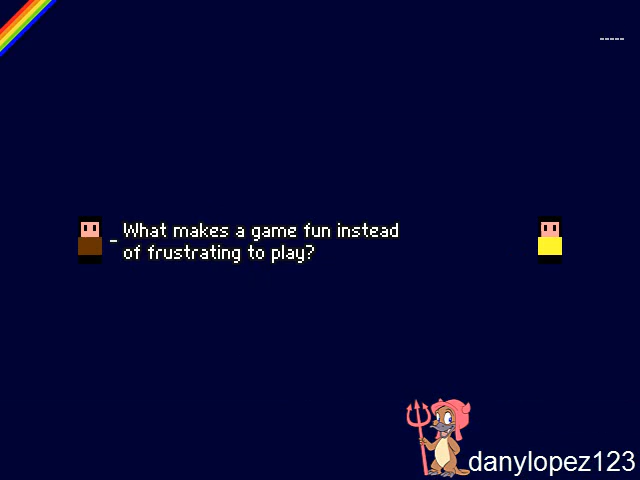 -----
- What makes a game fun instead
of frustrating to play?
danylopez123